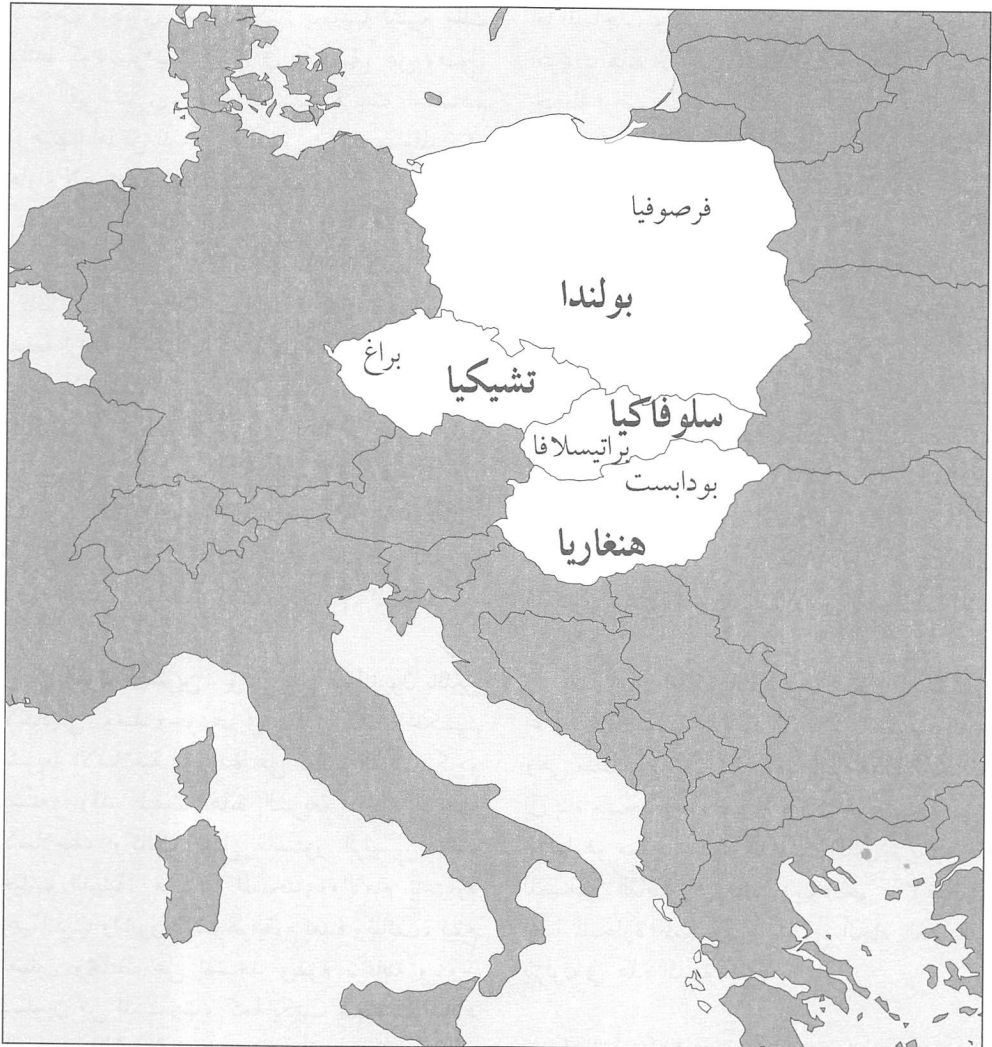 فرصوفيا
بولندا
براغ
تشيكيا
سلوفاكيا
براتيسلافا
بودابست
هنغاريا